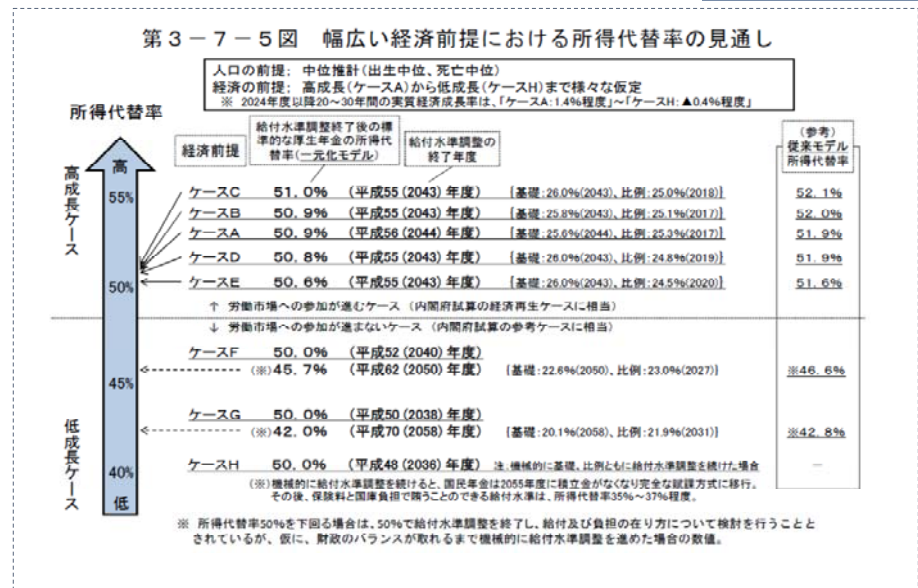 第３－７－５図　幅広い経済前提における所得代替率の見通し
人口の前提；　中位推計（出生中位、死亡中位）
経済の前提；　高成長（ケースA）から低成長（ケースH）まで様々な仮定
※ 2024年度以降20～30年間の実質経済成長率は、「ケースA：1.4％程度」～「ケースH：▲0.4％程度」
所得代替率
経済前提
給付水準調整終了後の標
準的な厚生年金の所得代
替率（一元化モデル）
給付水準調整の
終了年度
（参考）
従来モデル
所得代替率
高
55%
50%
45%
40%
低
高成長ケース
低成長ケース
ケースC　51．0％　（平成55（2043）年度）　｛基礎：26.0％(2043)、比例：25.0％(2018)｝　52.1％
ケースB　50．9％　（平成55（2043）年度）　｛基礎：25.8％(2043)、比例：25.1％(2017)｝　52.0％
ケースA　50．9％　（平成56（2044）年度）　｛基礎：25.6％(2044)、比例：25.3％(2017)｝　51.9％
ケースD　50．8％　（平成55（2043）年度）　｛基礎：26.0％(2043)、比例：24.8％(2019)｝　51.9％
ケースE　50．6％　（平成55（2043）年度）　｛基礎：26.0％(2043)、比例：24.5％(2020)｝　51.6％
↑ 労働市場への参加が進むケース （内閣府試算の経済再生ケースに相当）
↓ 労働市場への参加が進まないケース （内閣府試算の参考ケースに相当）
ケースF　50．0％　（平成52（2040）年度）
（※）45．7％　（平成62（2050）年度）　｛基礎：22.6％(2050)、比例：23.0％(2027)｝　※46.6％
ケースG　50．0％　（平成50（2038）年度）
（※）42．0％　（平成70（2058）年度）　｛基礎：20.1％(2058)、比例：21.9％(2031)｝　※42.8％
ケースH　50．0％　（平成48（2036）年度）　注：機械的に基礎、比例ともに給付水準調整を続けた場合　－
（※）機械的に給付水準調整を続けると、国民年金は2055年度に積立金がなくなり完全な賦課方式に移行。
その後、保険料と国庫負担で賄うことのできる給付水準は、所得代替率35％～37％程度。
※ 所得代替率50％を下回る場合は、50％で給付水準調整を終了し、給付及び負担の在り方について検討を行うことと
されているが、仮に、財政のバランスが取れるまで機械的に給付水準調整を進めた場合の数値。